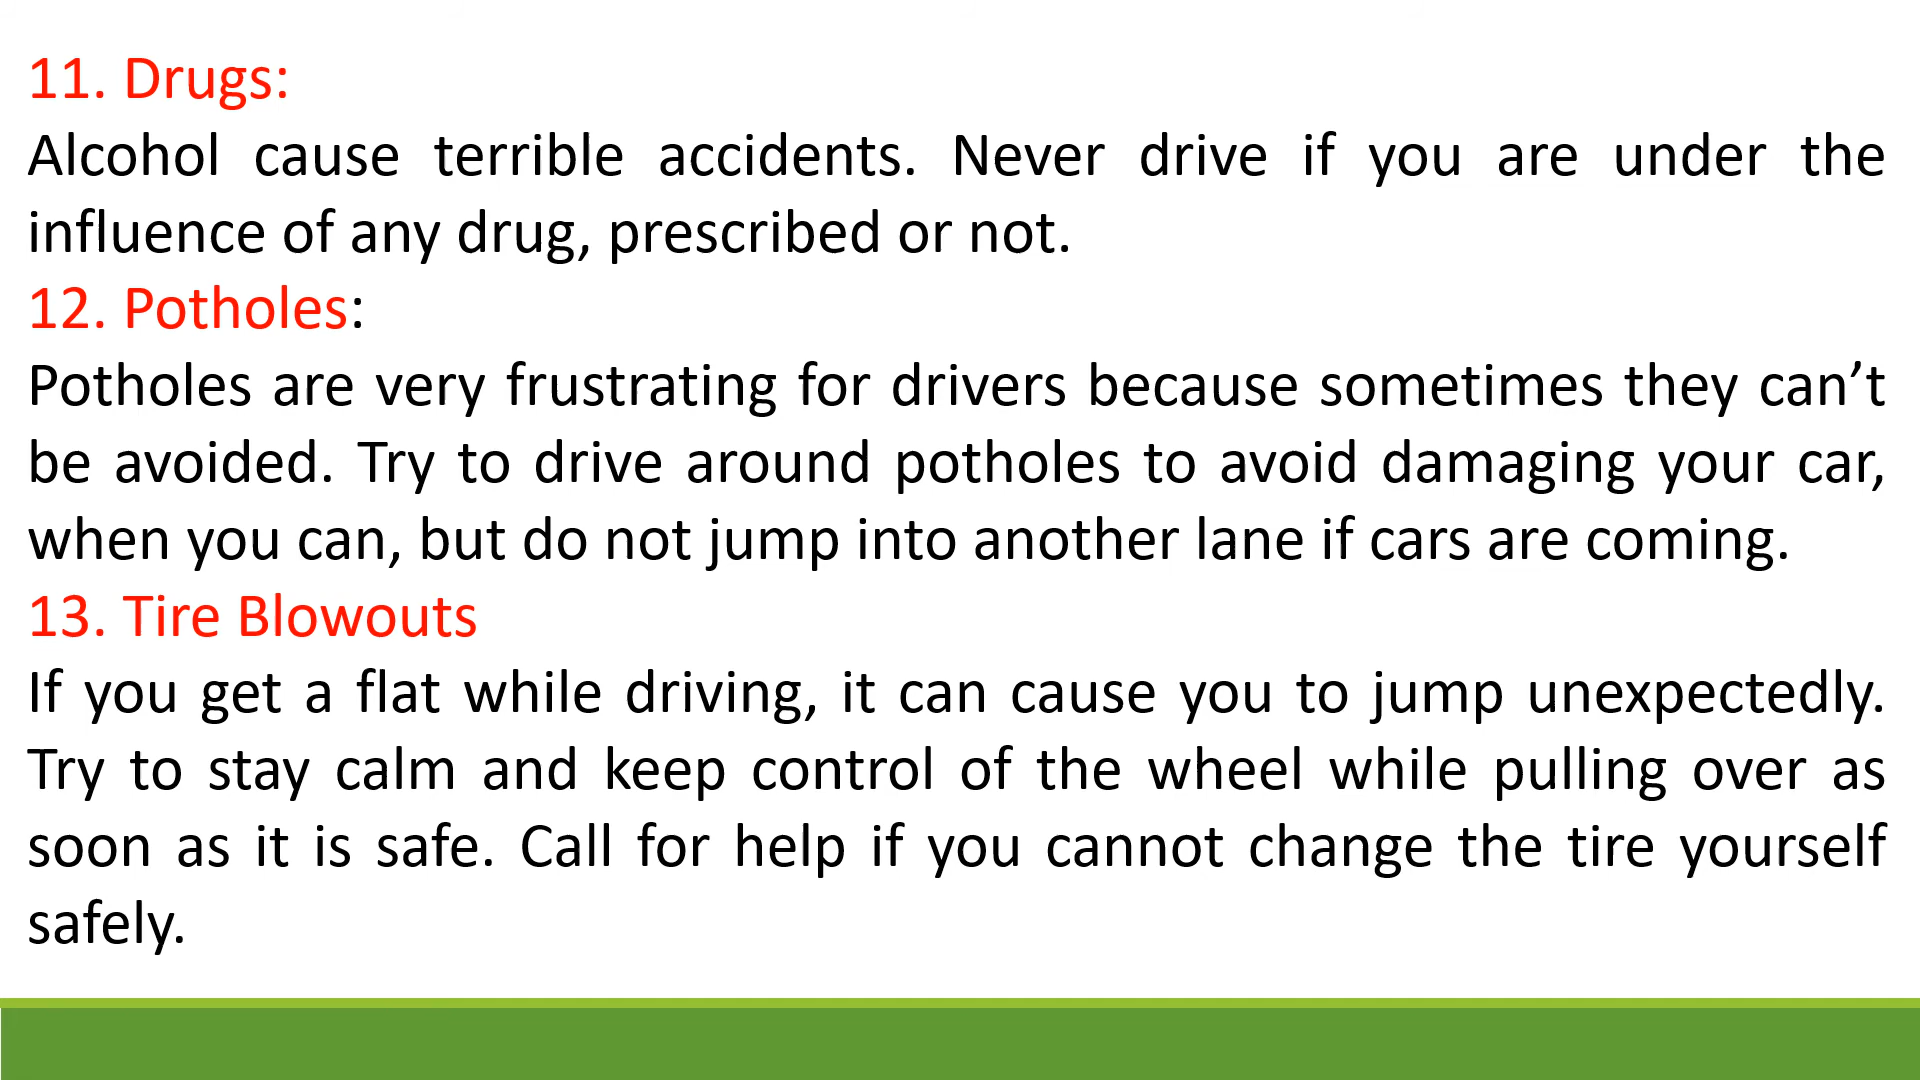 11. Drugs:
Alcohol cause terrible accidents. Never drive if you are under the
influence of any drug, prescribed or not.
12. Potholes:
Potholes are very frustrating for drivers because sometimes they can’t
be avoided. Try to drive around potholes to avoid damaging your car,
when you can, but do not jump into another lane if cars are coming.
13. Tire Blowouts
If you get a flat while driving, it can cause you to jump unexpectedly.
Try to stay calm and keep control of the wheel while pulling over as
soon as it is safe. Call for help if you cannot change the tire yourself
safely.